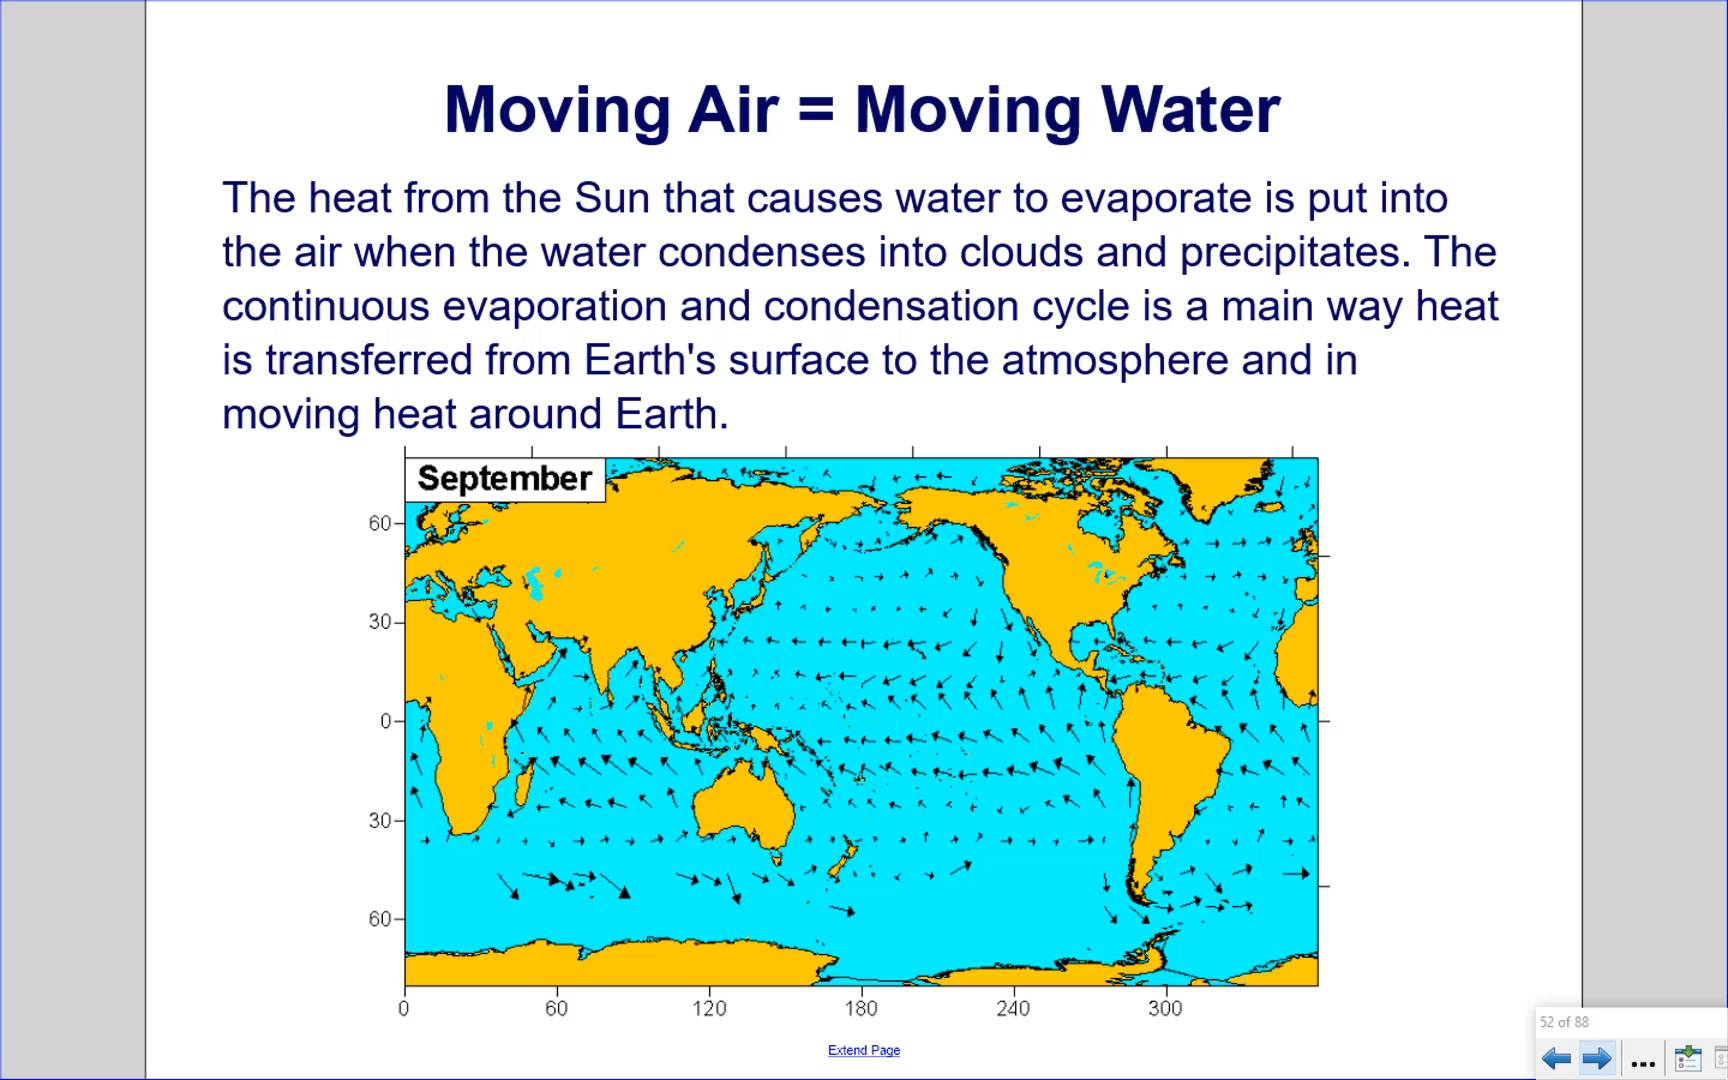 Moving Air = Moving Water
The heat from the Sun that causes water to evaporate is put into
the air when the water condenses into clouds and precipitates. The
continuous evaporation and condensation cycle is a main way heat
is transferred from Earth's surface to the atmosphere and in
moving heat around Earth.
September
60
30
0
30
60
0 60 120 180 240 300
Extend Page
52 of 88